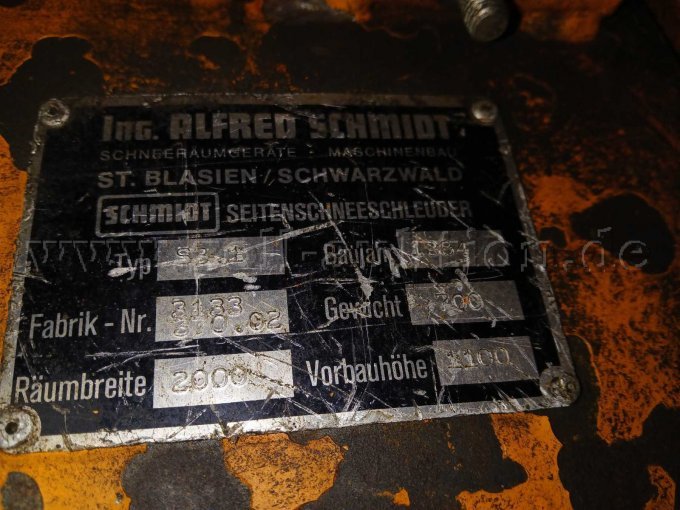 Ing. ALFRED SCHMIDT
SCHNEERÄUMGERÄTE · MASCHINENBAU
ST. BLASIEN / SCHWARZWALD
SCHMIDT SEITENSCHNEESCHLEUDER
Typ Baujahr
Fabrik - Nr. 3133 Gewicht
Räumbreite 2000 Vorbauhöhe 1100